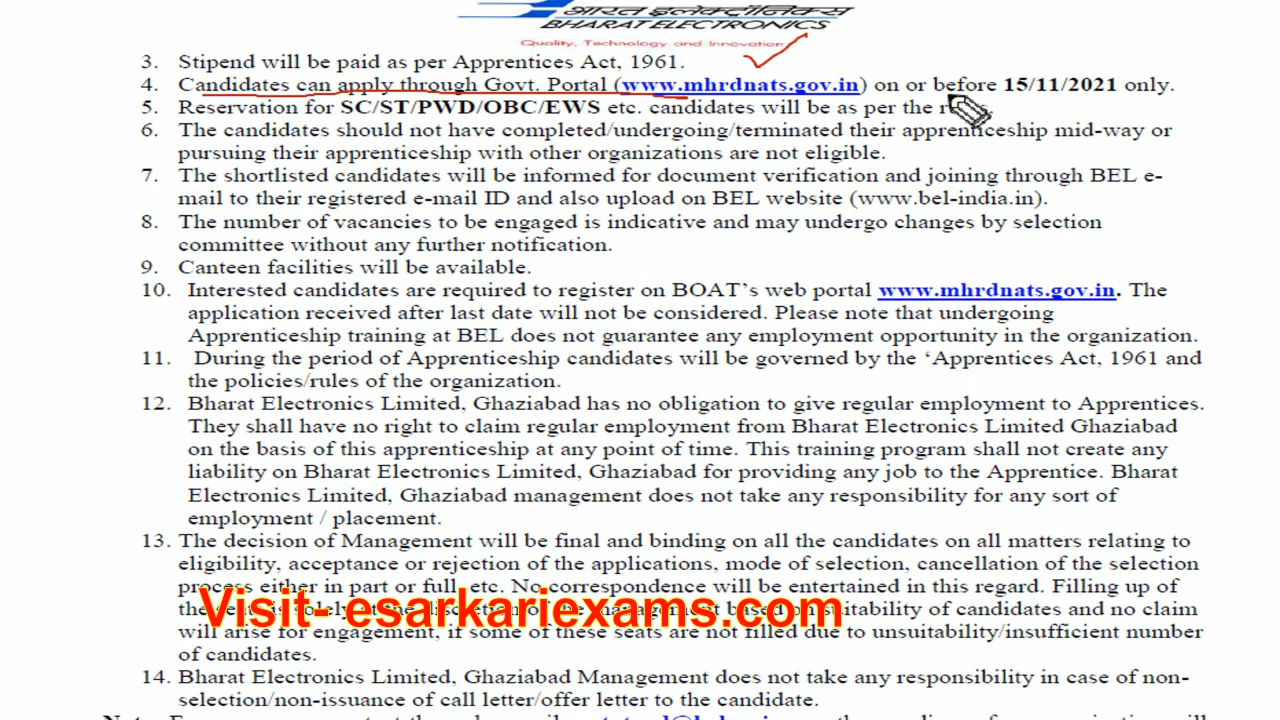 भारत इलेक्ट्रॉनिक्स
BHARAT ELECTRONICS
Quality, Technology and Innovation
3. Stipend will be paid as per Apprentices Act, 1961.
4. Candidates can apply through Govt. Portal (www.mhrdnats.gov.in) on or before 15/11/2021 only.
5. Reservation for SC/ST/PWD/OBC/EWS etc. candidates will be as per the
6. The candidates should not have completed/undergoing/terminated their apprenticeship mid-way or
pursuing their apprenticeship with other organizations are not eligible.
7. The shortlisted candidates will be informed for document verification and joining through BEL e-
mail to their registered e-mail ID and also upload on BEL website (www.bel-india.in).
8. The number of vacancies to be engaged is indicative and may undergo changes by selection
committee without any further notification.
9. Canteen facilities will be available.
10. Interested candidates are required to register on BOAT's web portal www.mhrdnats.gov.in. The
application received after last date will not be considered. Please note that undergoing
Apprenticeship training at BEL does not guarantee any employment opportunity in the organization.
11. During the period of Apprenticeship candidates will be governed by the ‘Apprentices Act, 1961 and
the policies/rules of the organization.
12. Bharat Electronics Limited, Ghaziabad has no obligation to give regular employment to Apprentices.
They shall have no right to claim regular employment from Bharat Electronics Limited Ghaziabad
on the basis of this apprenticeship at any point of time. This training program shall not create any
liability on Bharat Electronics Limited, Ghaziabad for providing any job to the Apprentice. Bharat
Electronics Limited, Ghaziabad management does not take any responsibility for any sort of
employment / placement.
13. The decision of Management will be final and binding on all the candidates on all matters relating to
eligibility, acceptance or rejection of the applications, mode of selection, cancellation of the selection
process either in part or full, etc. No correspondence will be entertained in this regard. Filling up of
the seats is solely at the discretion of the management based on suitability of candidates and no claim
Visit- esarkariexams.com
will arise for engagement, if some of these seats are not filled due to unsuitability/insufficient number
of candidates.
14. Bharat Electronics Limited, Ghaziabad Management does not take any responsibility in case of non-
selection/non-issuance of call letter/offer letter to the candidate.